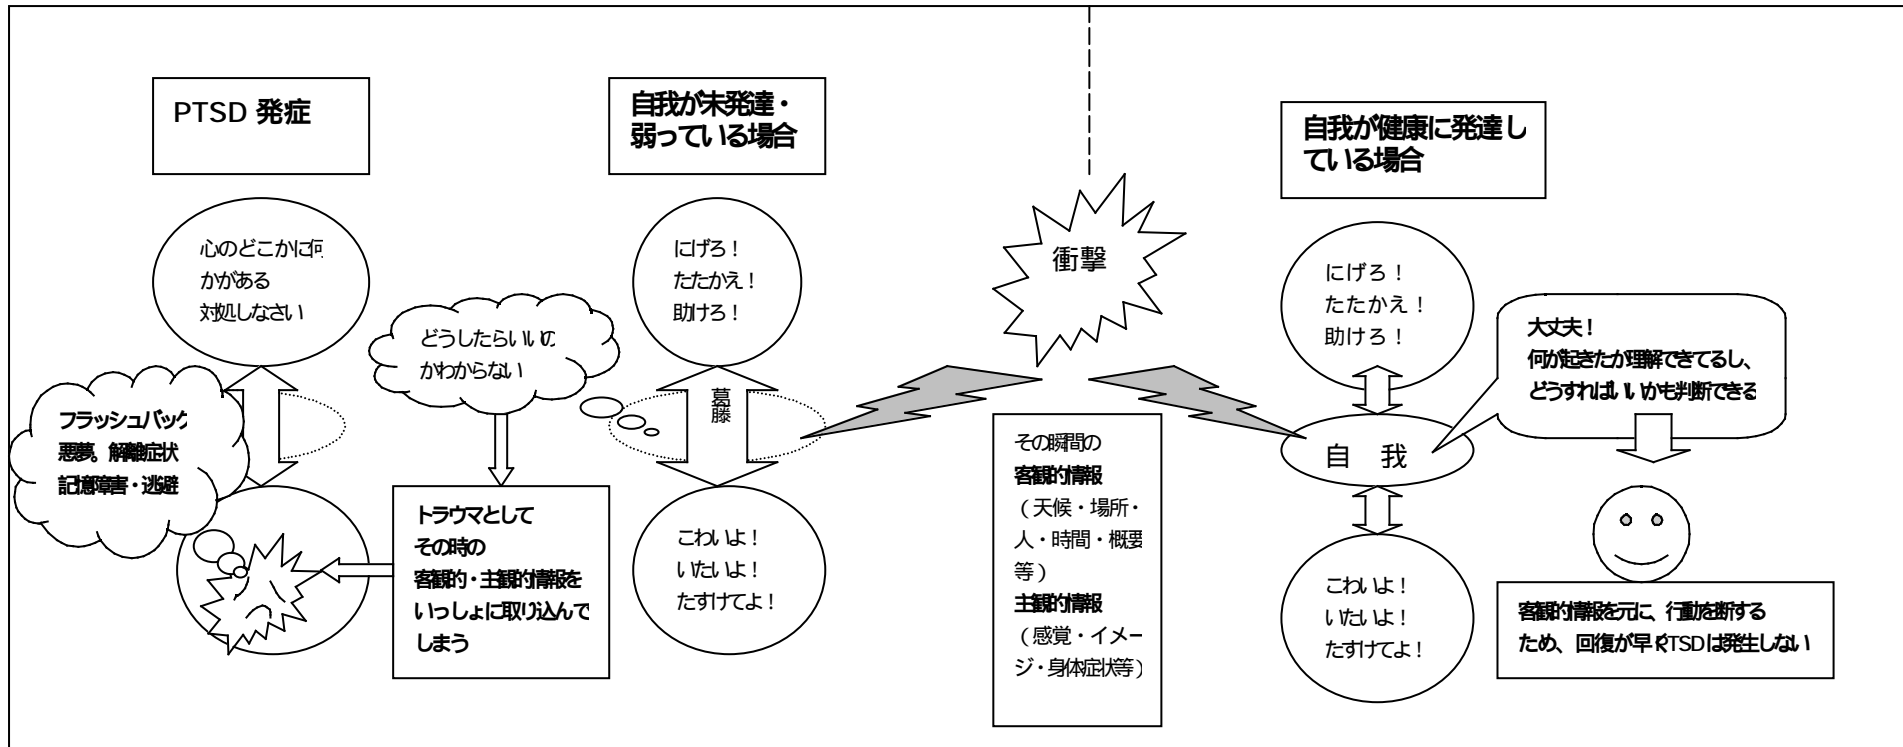 PTSD 発症
自我が未発達・
弱っている場合
自我が健康に発達し
ている場合
心のどこかに何
かがある
対処しなさい
にげろ！
たたかえ！
助けろ！
衝撃
にげろ！
たたかえ！
助けろ！
大丈夫！
何が起きたか理解できてるし、
どうすればいいかも判断できる
どうしたらいいの
かわからない
葛藤
フラッシュバック
悪夢。解離症状
記憶障害・逃避
自　我
その瞬間の
客観的情報
（天候・場所・
人・時間・概要
等）
主観的情報
（感覚・イメー
ジ・身体症状等）
トラウマとして
その時の
客観的・主観的情報を
いっしょに取り込んで
しまう
こわいよ！
いたいよ！
たすけてよ！
こわいよ！
いたいよ！
たすけてよ！
客観的情報を元に、行動を断する
ため、回復が早くPTSDは発生しない